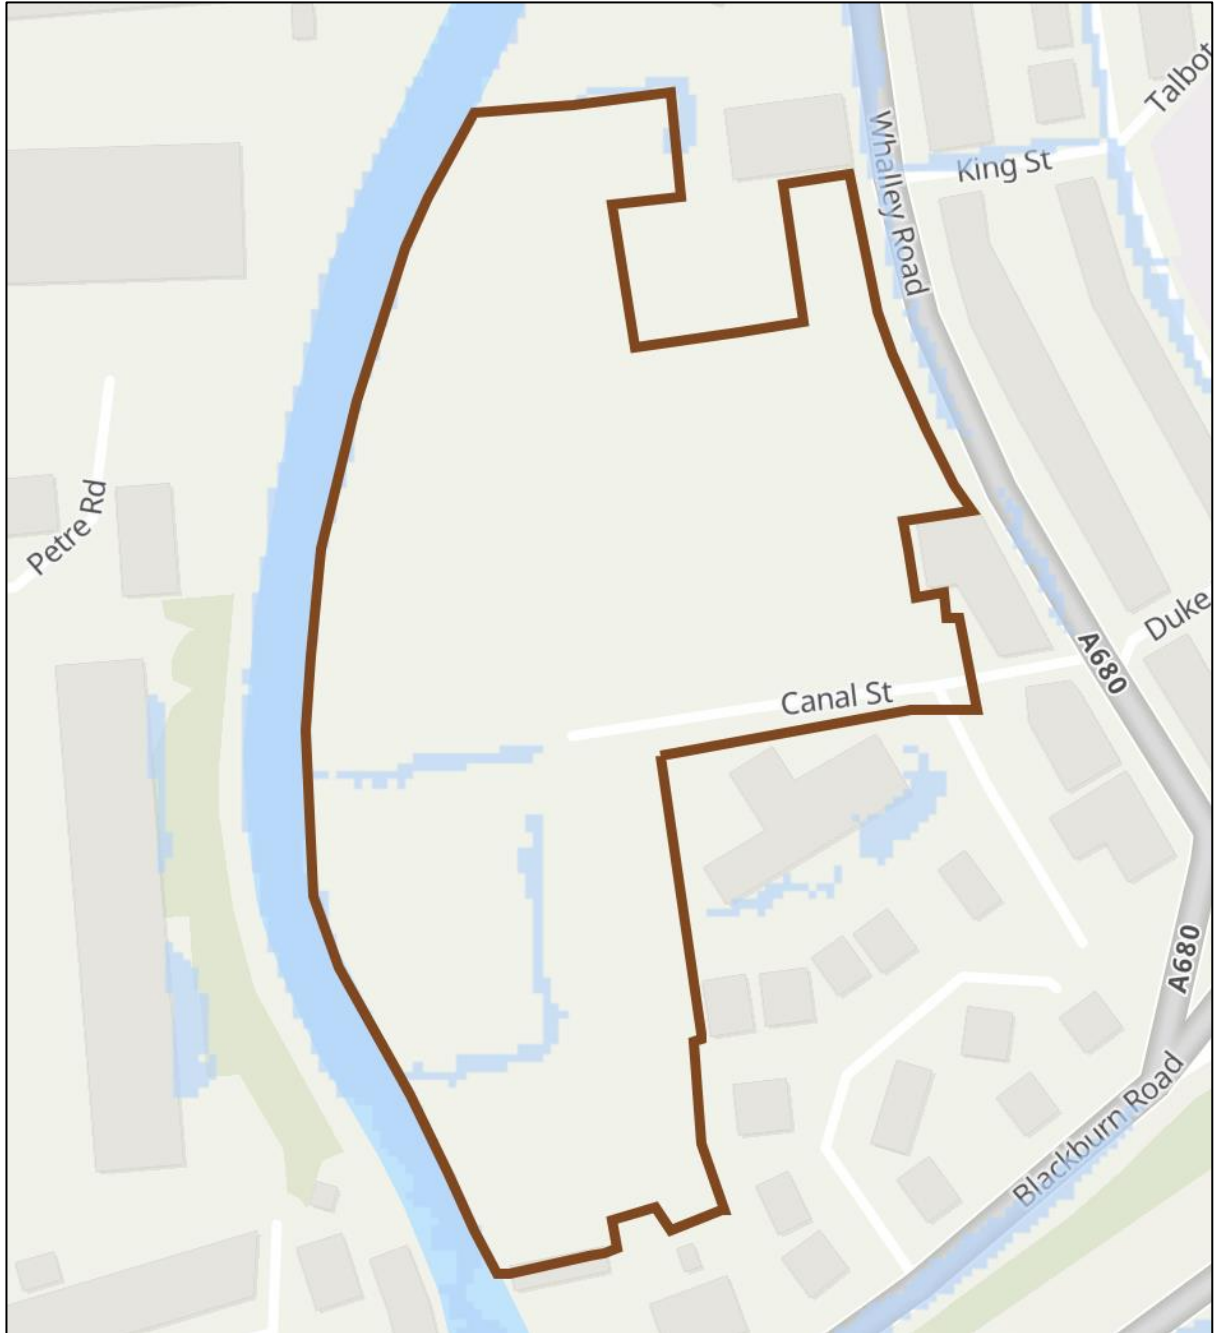 Talbot
King St
Whalley Road
Petre Rd
Duke
A680
Canal St
A680
Blackburn Road